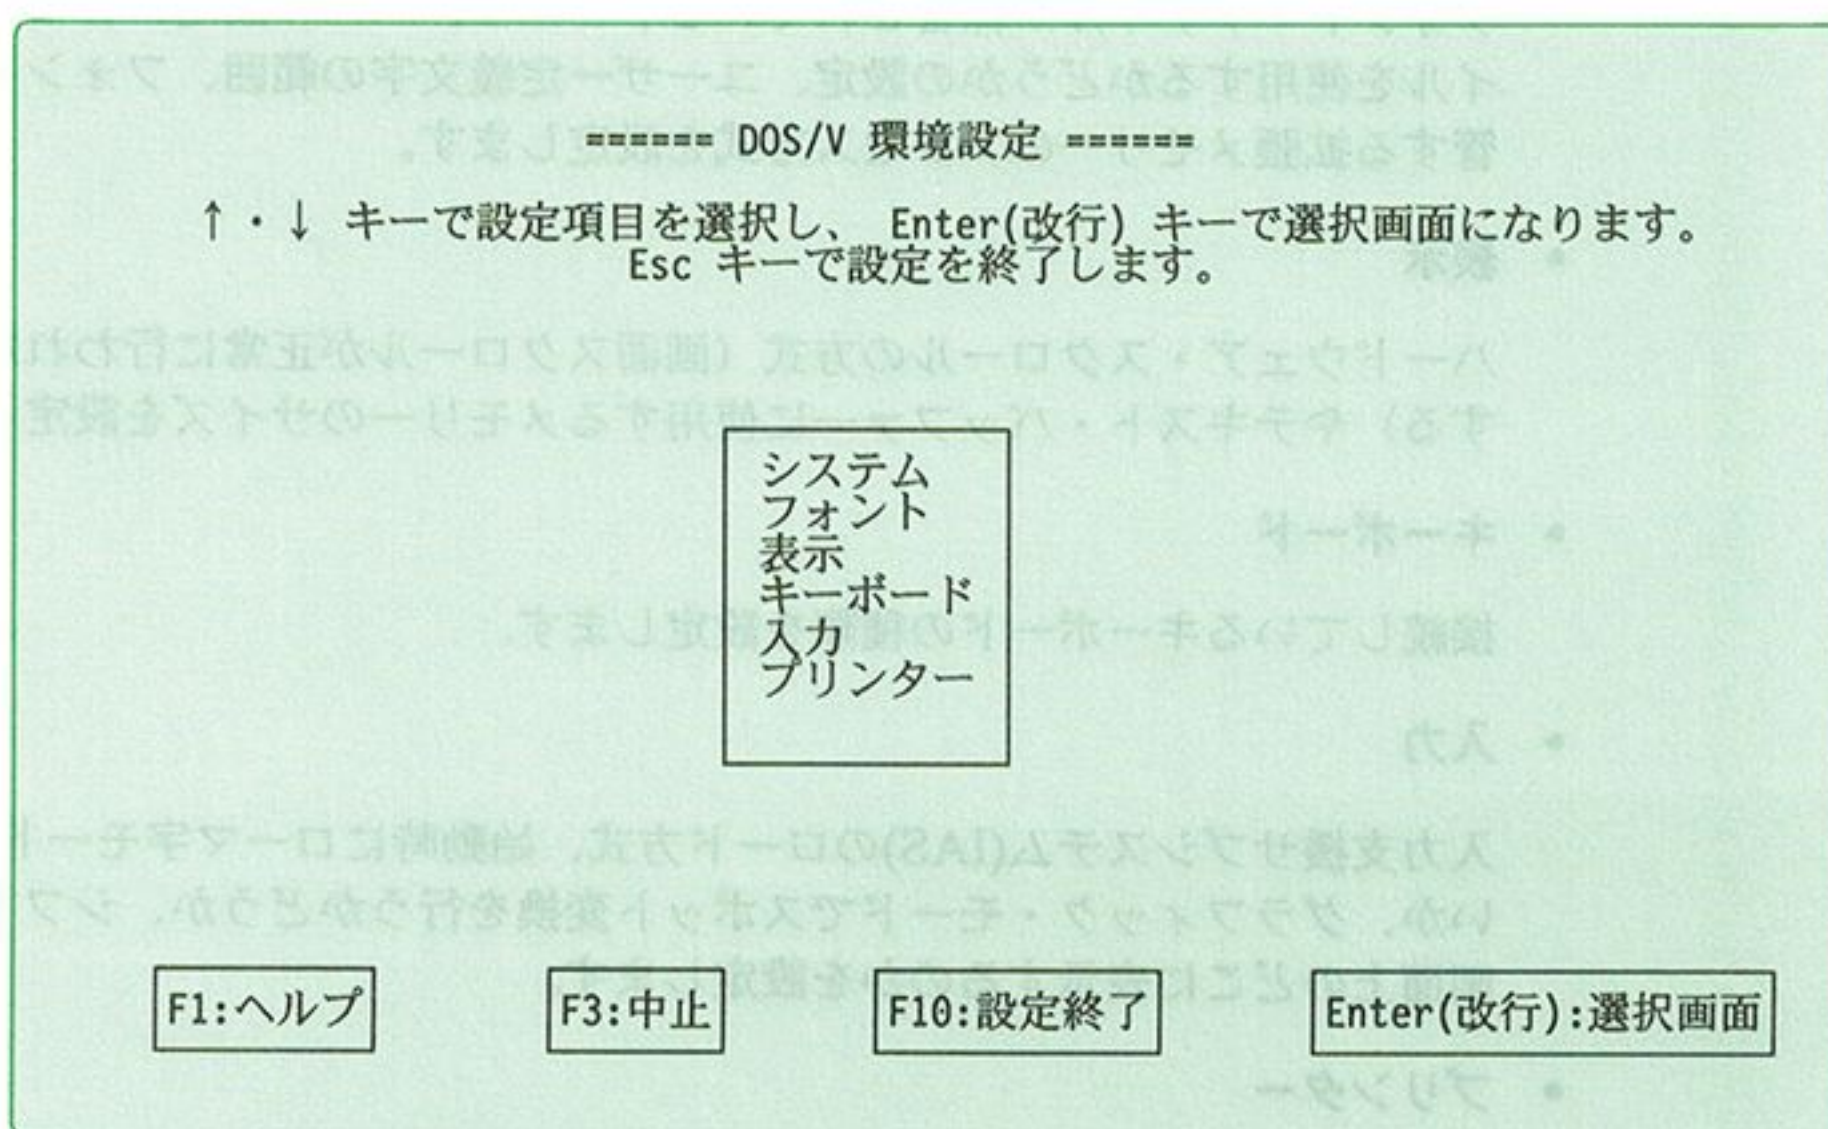 ====== DOS/V 環境設定 ======
↑・↓ キーで設定項目を選択し、 Enter(改行) キーで選択画面になります。
Esc キーで設定を終了します。
システム
フォント
表示
キーボード
入力
プリンター
F1:ヘルプ
F3:中止
F10:設定終了
Enter(改行):選択画面